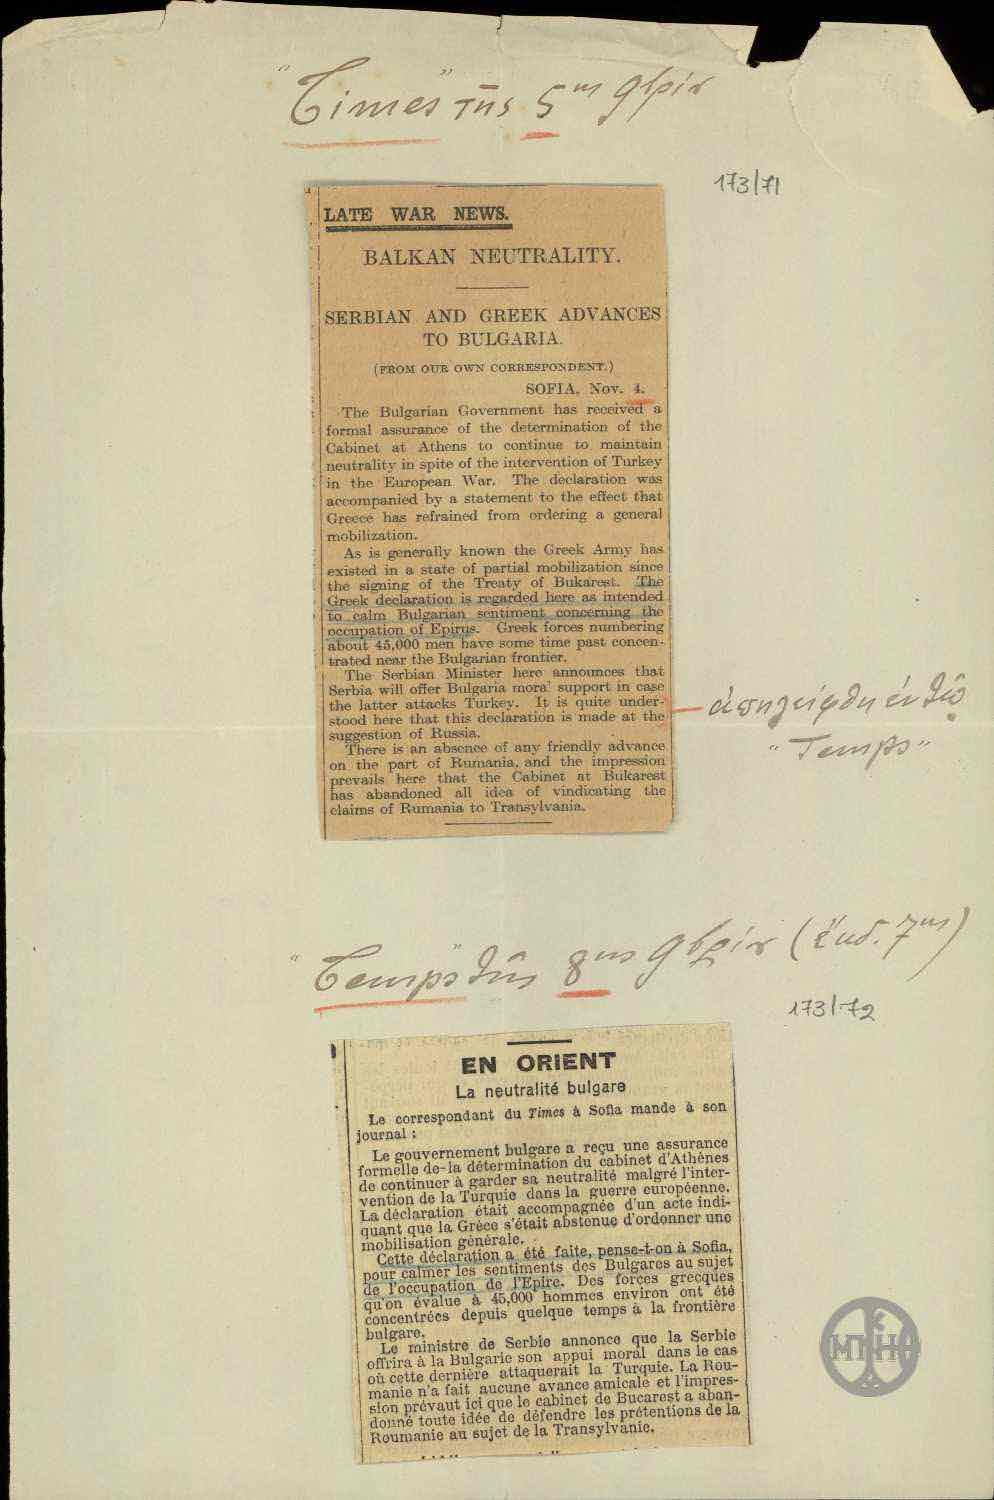 "Times" τῆς 5ης 9βρίου
173/71
LATE WAR NEWS.
BALKAN NEUTRALITY.
SERBIAN AND GREEK ADVANCES
TO BULGARIA.
(FROM OUR OWN CORRESPONDENT.)
SOFIA, Nov. 4.
The Bulgarian Government has received a
formal assurance of the determination of the
Cabinet at Athens to continue to maintain
neutrality in spite of the intervention of Turkey
in the European War. The declaration was
accompanied by a statement to the effect that
Greece has refrained from ordering a general
mobilization.
As is generally known the Greek Army has
existed in a state of partial mobilization since
the signing of the Treaty of Bukarest. The
Greek declaration is regarded here as intended
to calm Bulgarian sentiment concerning the
occupation of Epirus. Greek forces numbering
about 45,000 men have some time past concen-
trated near the Bulgarian frontier.
The Serbian Minister here announces that
Serbia will offer Bulgaria moral support in case
the latter attacks Turkey. It is quite under-
stood here that this declaration is made at the
suggestion of Russia.
There is an absence of any friendly advance
on the part of Rumania, and the impression
prevails here that the Cabinet at Bukarest
has abandoned all idea of vindicating the
claims of Rumania to Transylvania.
ἀπηλείφθη ἐν τῷ
"Temps"
"Temps" τῆς 8ης 9βρίου (ἔκδ. 7ης)
173/72
EN ORIENT
La neutralité bulgare
Le correspondant du Times à Sofia mande à son
journal :
Le gouvernement bulgare a reçu une assurance
formelle de la détermination du cabinet d'Athènes
de continuer à garder sa neutralité malgré l'inter-
vention de la Turquie dans la guerre européenne.
La déclaration était accompagnée d'un acte indi-
quant que la Grèce s'était abstenue d'ordonner une
mobilisation générale.
Cette déclaration a été faite, pense-t-on à Sofia,
pour calmer les sentiments des Bulgares au sujet
de l'occupation de l'Epire. Des forces grecques
qu'on évalue à 45,000 hommes environ ont été
concentrées depuis quelque temps à la frontière
bulgare.
Le ministre de Serbie annonce que la Serbie
offrira à la Bulgarie son appui moral dans le cas
où cette dernière attaquerait la Turquie. La Rou-
manie n'a fait aucune avance amicale et l'impres-
sion prévaut ici que le cabinet de Bucarest a aban-
donné toute idée de défendre les prétentions de la
Roumanie au sujet de la Transylvanie.